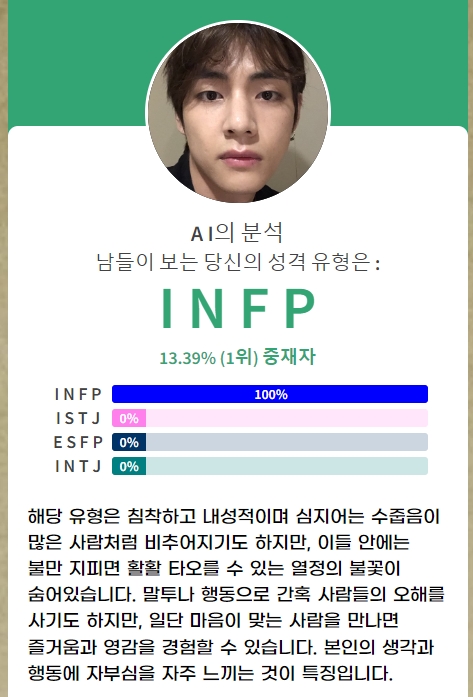 AI의 분석
남들이 보는 당신의 성격 유형은 :
INFP
13.39% (1위) 중재자
INFP 100%
ISTJ 0%
ESFP 0%
INTJ 0%
해당 유형은 침착하고 내성적이며 심지어는 수줍음이
많은 사람처럼 비추어지기도 하지만, 이들 안에는
불만 지피면 활활 타오를 수 있는 열정의 불꽃이
숨어있습니다. 말투나 행동으로 간혹 사람들의 오해를
사기도 하지만, 일단 마음이 맞는 사람을 만나면
즐거움과 영감을 경험할 수 있습니다. 본인의 생각과
행동에 자부심을 자주 느끼는 것이 특징입니다.